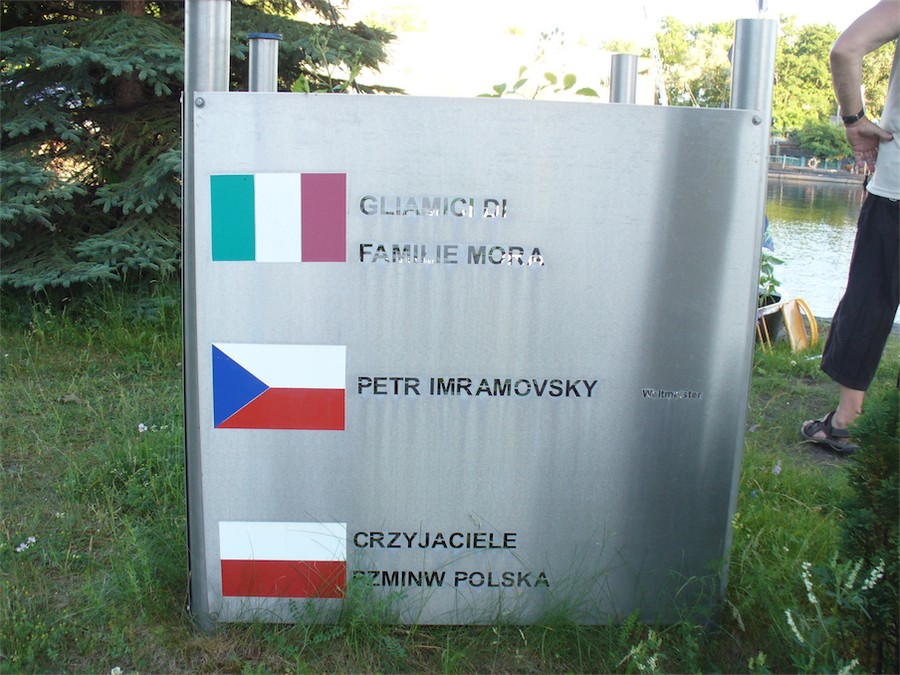 GLIAMICI DI
FAMILIE MORA
PETR IMRAMOVSKY
Weltmeister
CRZYJACIELE
PZMINW POLSKA